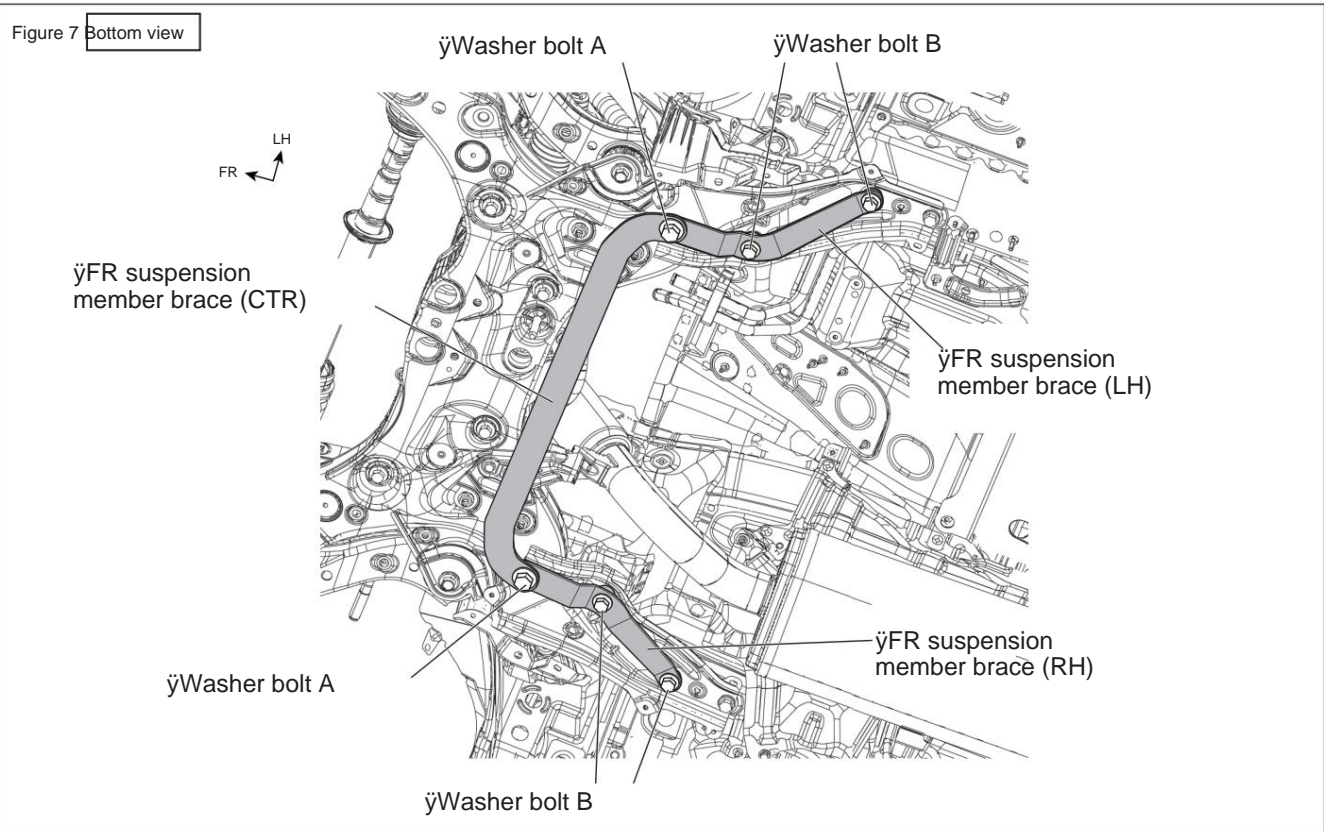 Figure 7 Bottom view
ÿWasher bolt A
ÿWasher bolt B
LH
FR
ÿFR suspension
member brace (CTR)
ÿFR suspension
member brace (LH)
ÿFR suspension
member brace (RH)
ÿWasher bolt A
ÿWasher bolt B